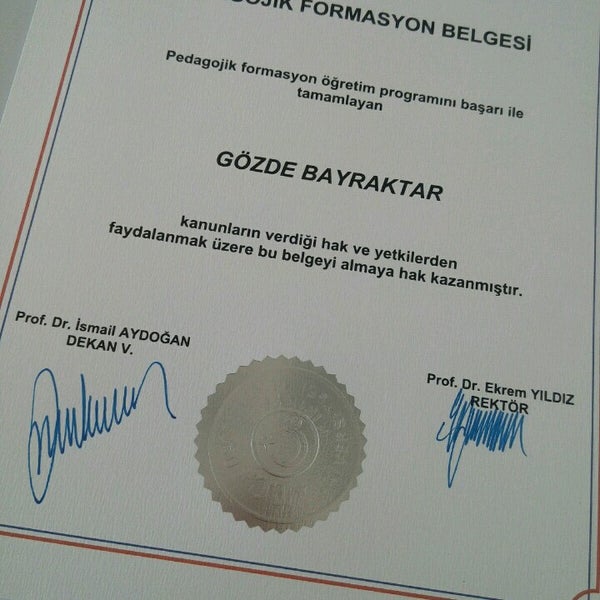 FORMASYON BELGESİ
Pedagojik formasyon öğretim programını başarı ile
tamamlayan
GÖZDE BAYRAKTAR
kanunların verdiği hak ve yetkilerden
faydalanmak üzere bu belgeyi almaya hak kazanmıştır.
Prof. Dr. İsmail AYDOĞAN
DEKAN V.
Prof. Dr. Ekrem YILDIZ
REKTÖR